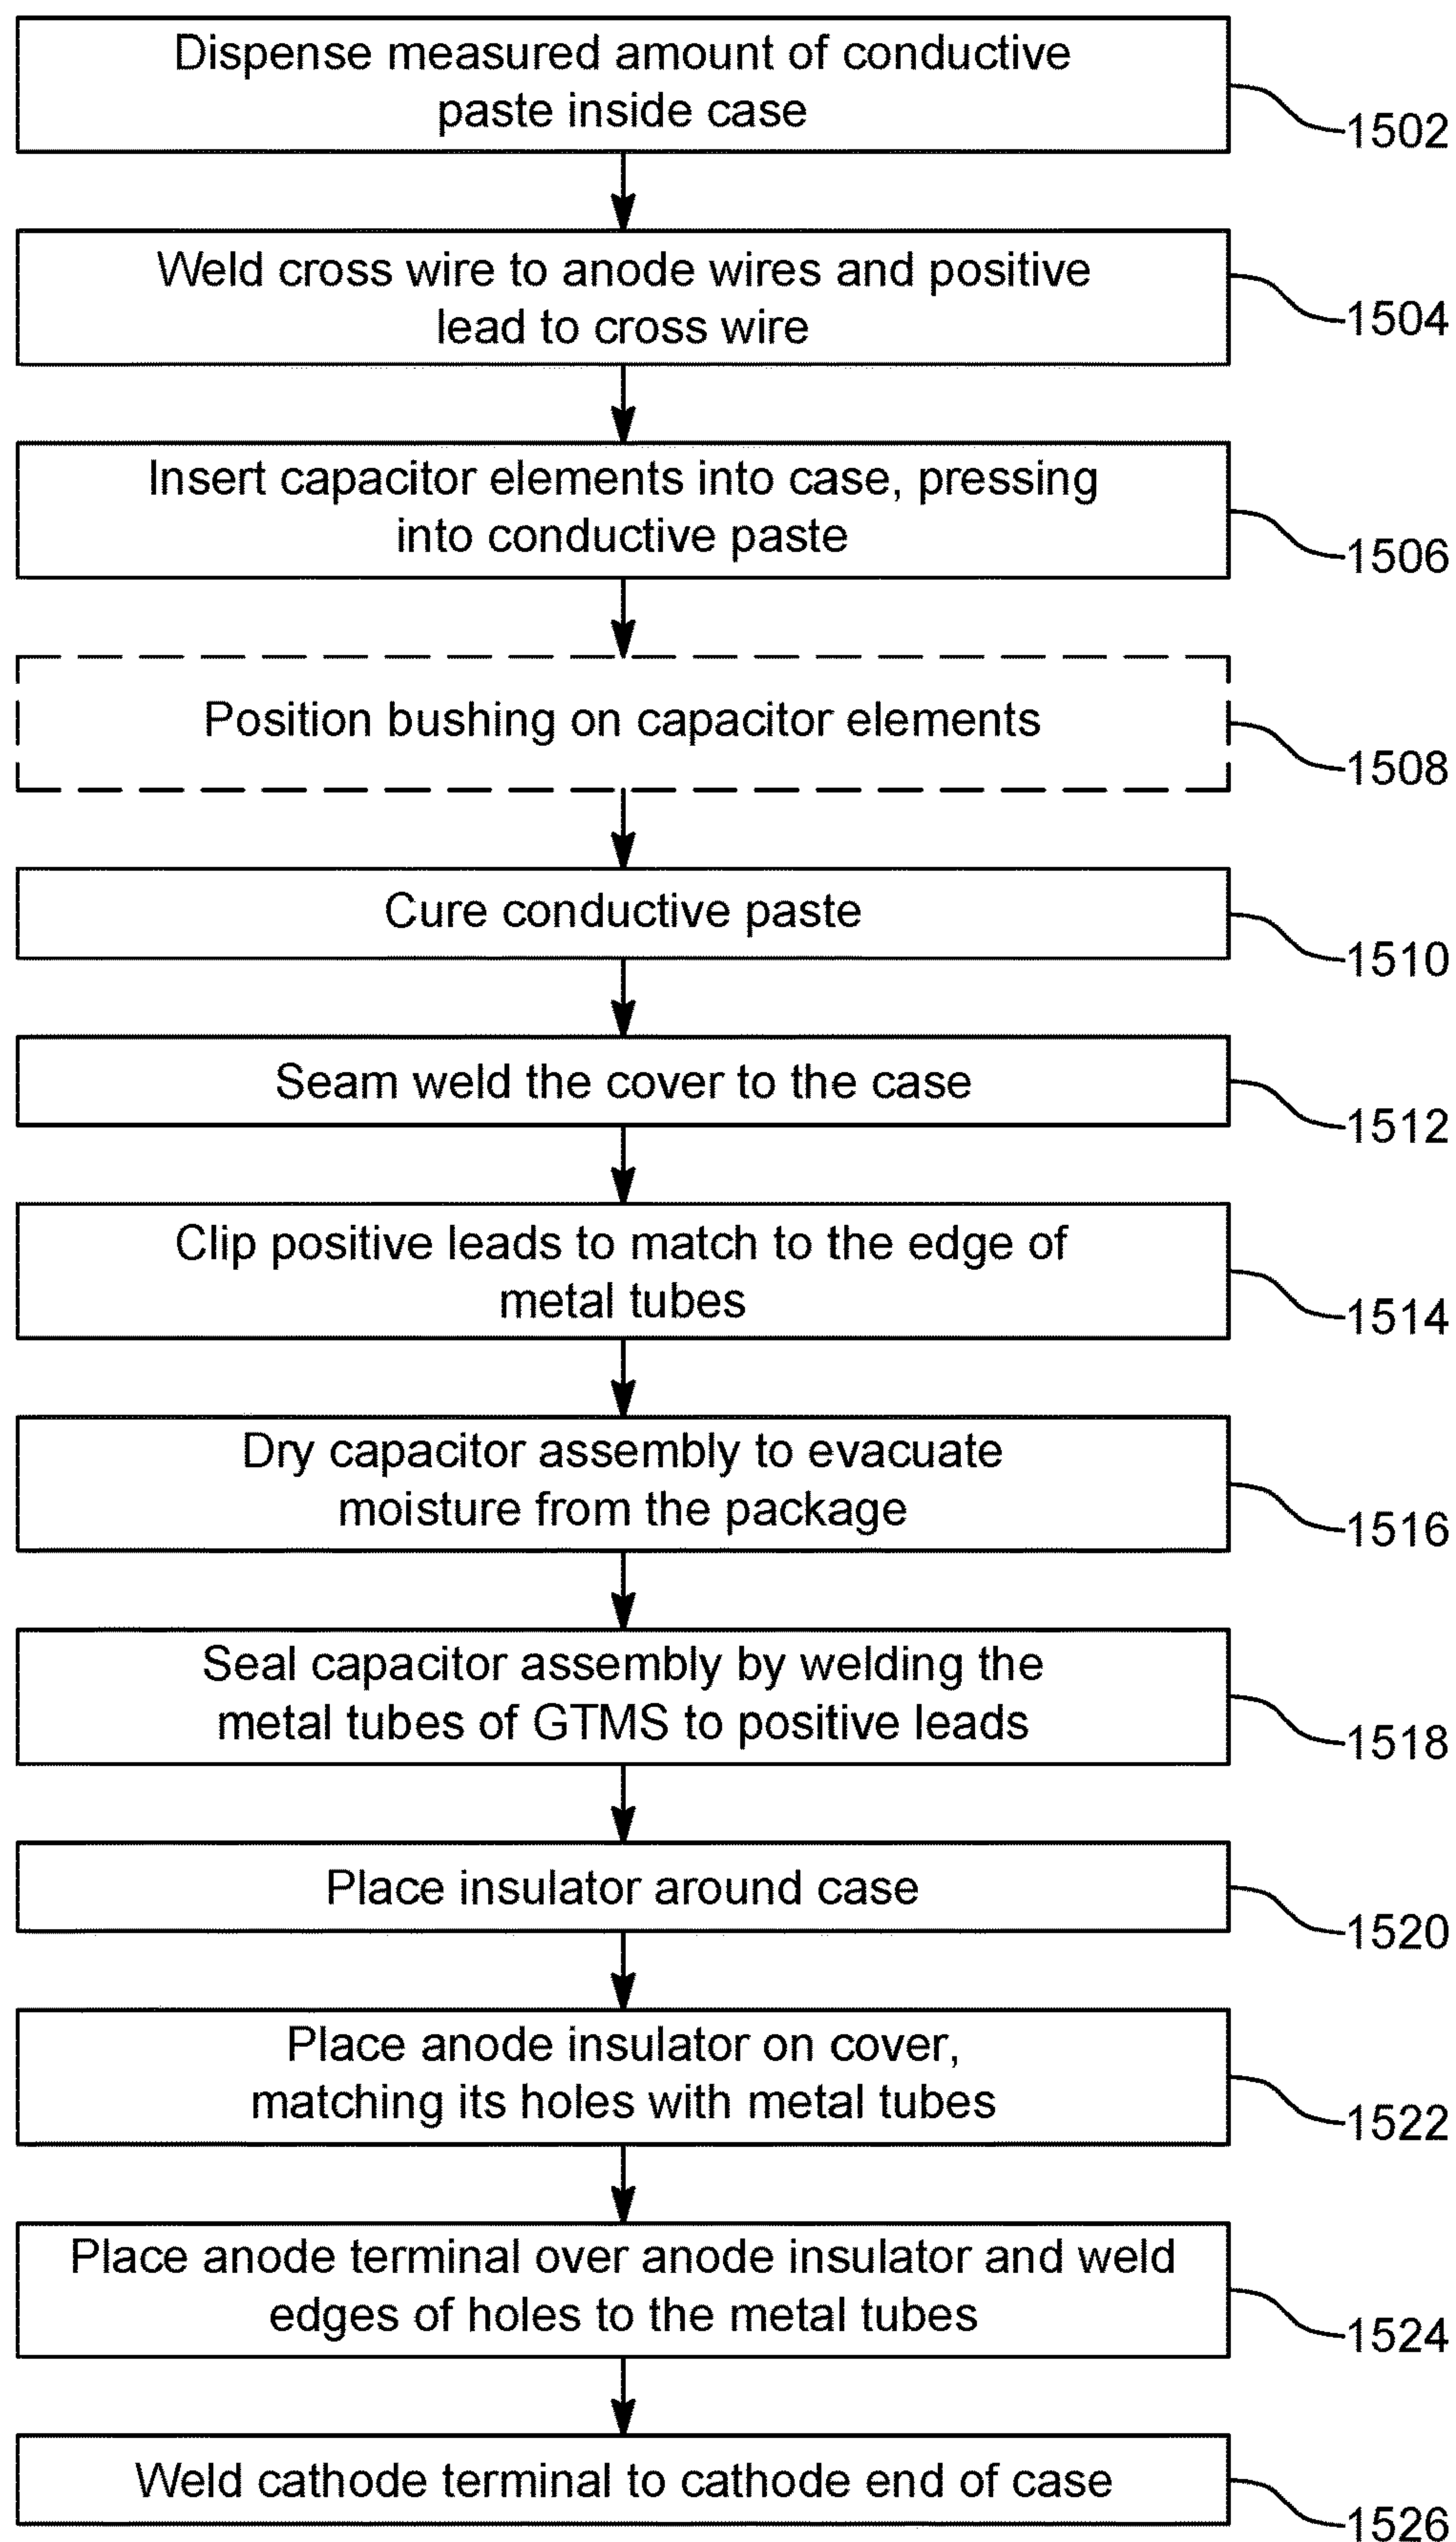 Dispense measured amount of conductive
paste inside case
1502
Weld cross wire to anode wires and positive
lead to cross wire
1504
Insert capacitor elements into case, pressing
into conductive paste
1506
Position bushing on capacitor elements
1508
Cure conductive paste
1510
Seam weld the cover to the case
1512
Clip positive leads to match to the edge of
metal tubes
1514
Dry capacitor assembly to evacuate
moisture from the package
1516
Seal capacitor assembly by welding the
metal tubes of GTMS to positive leads
1518
Place insulator around case
1520
Place anode insulator on cover,
matching its holes with metal tubes
1522
Place anode terminal over anode insulator and weld
edges of holes to the metal tubes
1524
Weld cathode terminal to cathode end of case
1526